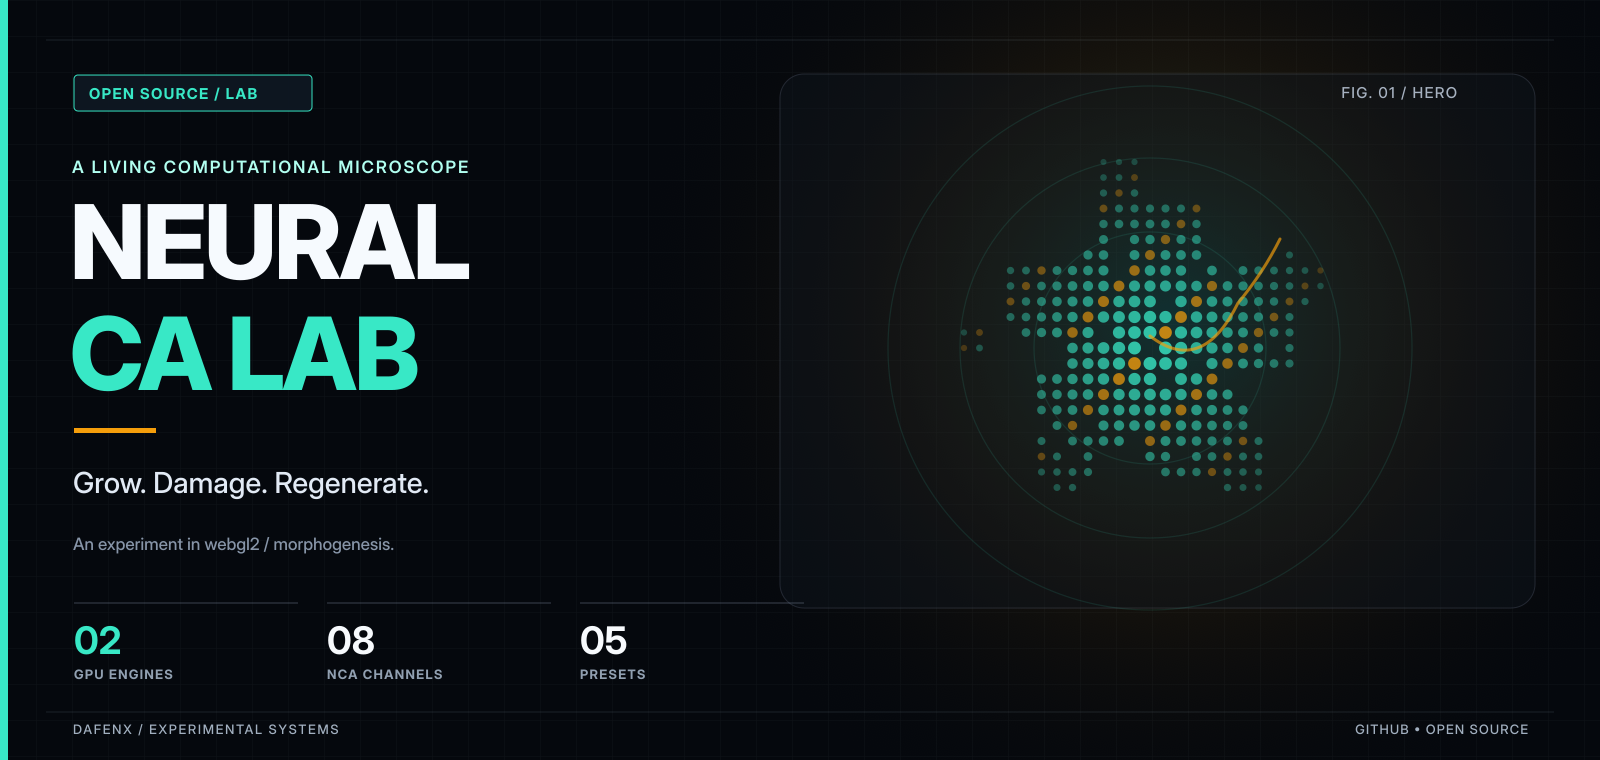 OPEN SOURCE / LAB
FIG. 01 / HERO
A LIVING COMPUTATIONAL MICROSCOPE
NEURAL
CA LAB
Grow. Damage. Regenerate.
An experiment in webgl2 / morphogenesis.
02
GPU ENGINES
08
NCA CHANNELS
05
PRESETS
DAFENX / EXPERIMENTAL SYSTEMS
GITHUB • OPEN SOURCE